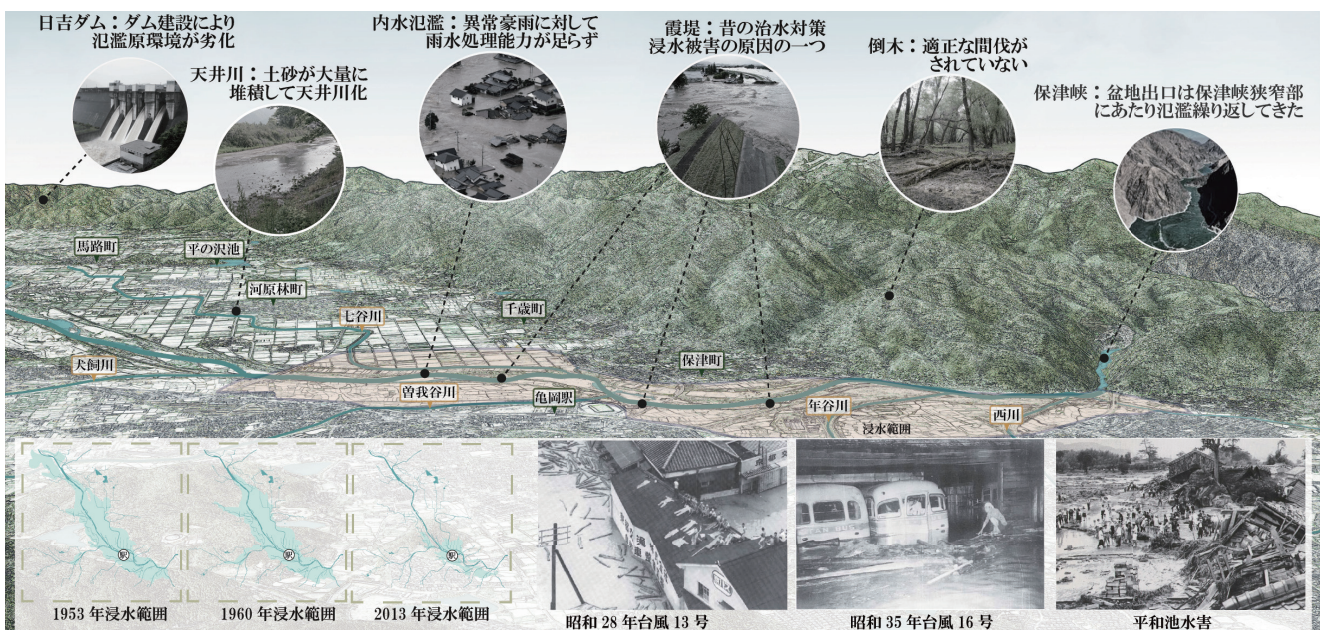 日吉ダム：ダム建設により
氾濫原環境が劣化
天井川：土砂が大量に
堆積して天井川化
内水氾濫：異常豪雨に対して
雨水処理能力が足らず
霞堤：昔の治水対策
浸水被害の原因の一つ
倒木：適正な間伐が
されていない
保津峡：盆地出口は保津峡狭窄部
にあたり氾濫繰り返してきた
馬路町
平の沢池
河原林町
七谷川
千歳町
犬飼川
曽我谷川
亀岡駅
保津町
年谷川
西川
浸水範囲
駅
駅
駅
1953 年浸水範囲
1960 年浸水範囲
2013 年浸水範囲
昭和 28 年台風 13 号
昭和 35 年台風 16 号
平和池水害